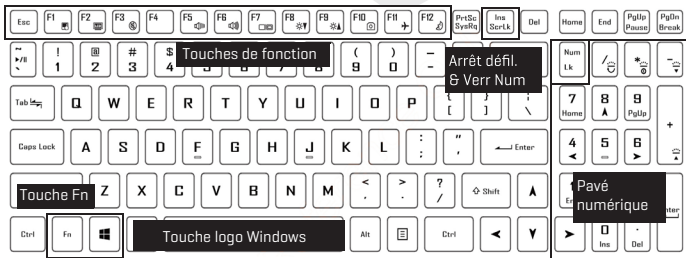 Esc F1 F2 F3 F4 F5 F6 F7 F8 F9 F10 F11 F12 PrtSc SysRq Ins ScrLk Del Home End PgUp Pause PgDn Break
Touches de fonction
Arrêt défil.
& Verr Num
~ ` ! 1 @ 2 # 3 $ 4 ( 9 ) 0 - Num Lk / * -
Tab Q W E R T Y U I O P { [ } ] \ 7 Home 8 9 PgUp +
Caps Lock A S D F G H J K L : ; " ' Enter 4 5 6
Touche Fn
Z X C V B N M < , > . ? / Shift
Pavé
numérique
Ctrl Fn
Touche logo Windows
Alt Ctrl 0 Ins . Del